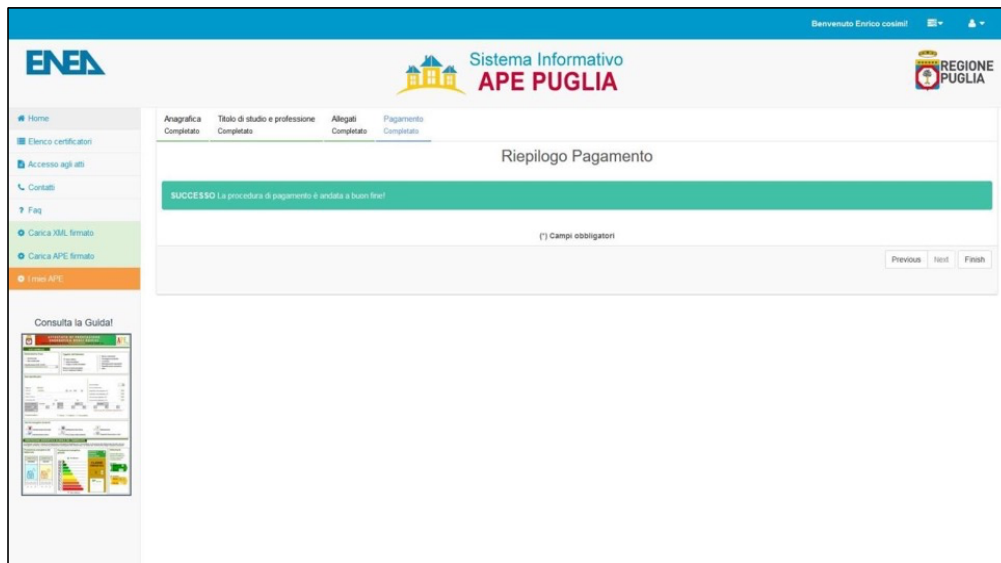 Benvenuto Enrico cosimi!
ENEA
Sistema Informativo
APE PUGLIA
REGIONE
PUGLIA
Home
Elenco certificatori
Accesso agli atti
Contatti
Faq
Carica XML firmato
Carica APE firmato
I miei APE
Consulta la Guida!
Anagrafica
Completato
Titolo di studio e professione
Completato
Allegati
Completato
Pagamento
Completato
Riepilogo Pagamento
SUCCESSO La procedura di pagamento è andata a buon fine!
(*) Campi obbligatori
Previous Next Finish